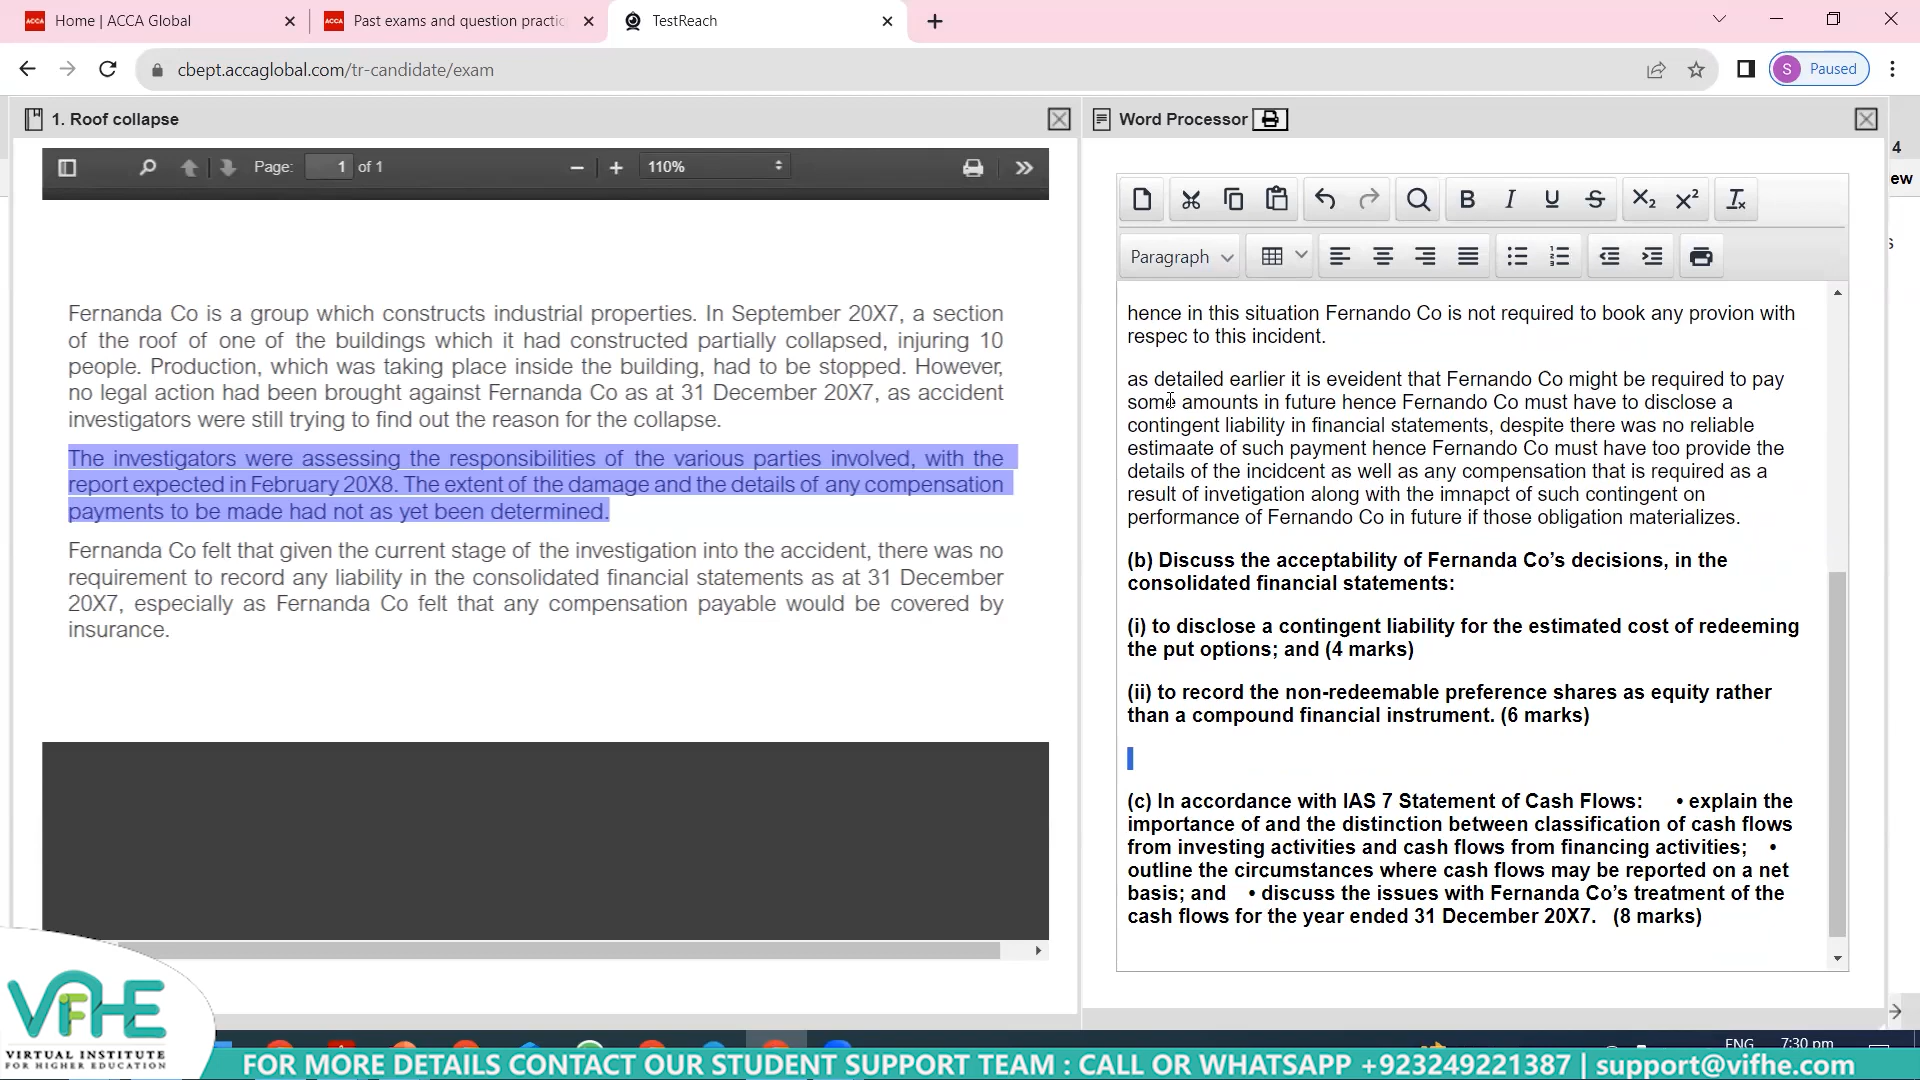 Home | ACCA Global
Past exams and question practic
TestReach
cbept.accaglobal.com/tr-candidate/exam
S Paused
1. Roof collapse
Word Processor
4
Page: 1 of 1
110%
ew
Paragraph
s
Fernanda Co is a group which constructs industrial properties. In September 20X7, a section
of the roof of one of the buildings which it had constructed partially collapsed, injuring 10
people. Production, which was taking place inside the building, had to be stopped. However,
no legal action had been brought against Fernanda Co as at 31 December 20X7, as accident
investigators were still trying to find out the reason for the collapse.
The investigators were assessing the responsibilities of the various parties involved, with the
report expected in February 20X8. The extent of the damage and the details of any compensation
payments to be made had not as yet been determined.
Fernanda Co felt that given the current stage of the investigation into the accident, there was no
requirement to record any liability in the consolidated financial statements as at 31 December
20X7, especially as Fernanda Co felt that any compensation payable would be covered by
insurance.
hence in this situation Fernando Co is not required to book any provion with
respec to this incident.
as detailed earlier it is eveident that Fernando Co might be required to pay
some amounts in future hence Fernando Co must have to disclose a
contingent liability in financial statements, despite there was no reliable
estimaate of such payment hence Fernando Co must have too provide the
details of the incidcent as well as any compensation that is required as a
result of invetigation along with the imnapct of such contingent on
performance of Fernando Co in future if those obligation materializes.
(b) Discuss the acceptability of Fernanda Co’s decisions, in the
consolidated financial statements:
(i) to disclose a contingent liability for the estimated cost of redeeming
the put options; and (4 marks)
(ii) to record the non-redeemable preference shares as equity rather
than a compound financial instrument. (6 marks)
(c) In accordance with IAS 7 Statement of Cash Flows: • explain the
importance of and the distinction between classification of cash flows
from investing activities and cash flows from financing activities; •
outline the circumstances where cash flows may be reported on a net
basis; and • discuss the issues with Fernanda Co’s treatment of the
cash flows for the year ended 31 December 20X7. (8 marks)
VFHE
VIRTUAL INSTITUTE
FOR HIGHER EDUCATION
ENG
7:30 pm
FOR MORE DETAILS CONTACT OUR STUDENT SUPPORT TEAM : CALL OR WHATSAPP +923249221387 | support@vifhe.com